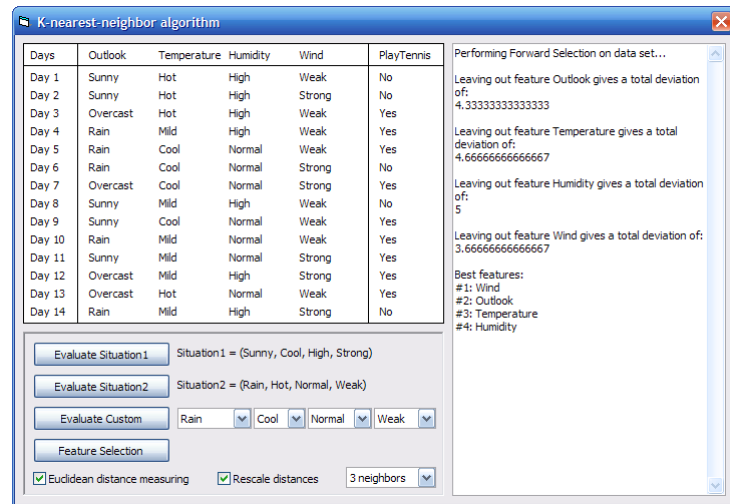 K-nearest-neighbor algorithm
Days Outlook Temperature Humidity Wind PlayTennis
Day 1 Sunny Hot High Weak No
Day 2 Sunny Hot High Strong No
Day 3 Overcast Hot High Weak Yes
Day 4 Rain Mild High Weak Yes
Day 5 Rain Cool Normal Weak Yes
Day 6 Rain Cool Normal Strong No
Day 7 Overcast Cool Normal Strong Yes
Day 8 Sunny Mild High Weak No
Day 9 Sunny Cool Normal Weak Yes
Day 10 Rain Mild Normal Weak Yes
Day 11 Sunny Mild Normal Strong Yes
Day 12 Overcast Mild High Strong Yes
Day 13 Overcast Hot Normal Weak Yes
Day 14 Rain Mild High Strong No
Evaluate Situation1 Situation1 = (Sunny, Cool, High, Strong)
Evaluate Situation2 Situation2 = (Rain, Hot, Normal, Weak)
Evaluate Custom Rain Cool Normal Weak
Feature Selection
Euclidean distance measuring Rescale distances 3 neighbors
Performing Forward Selection on data set...
Leaving out feature Outlook gives a total deviation
of:
4.33333333333333
Leaving out feature Temperature gives a total
deviation of:
4.66666666666667
Leaving out feature Humidity gives a total deviation
of:
5
Leaving out feature Wind gives a total deviation of:
3.66666666666667
Best features:
#1: Wind
#2: Outlook
#3: Temperature
#4: Humidity